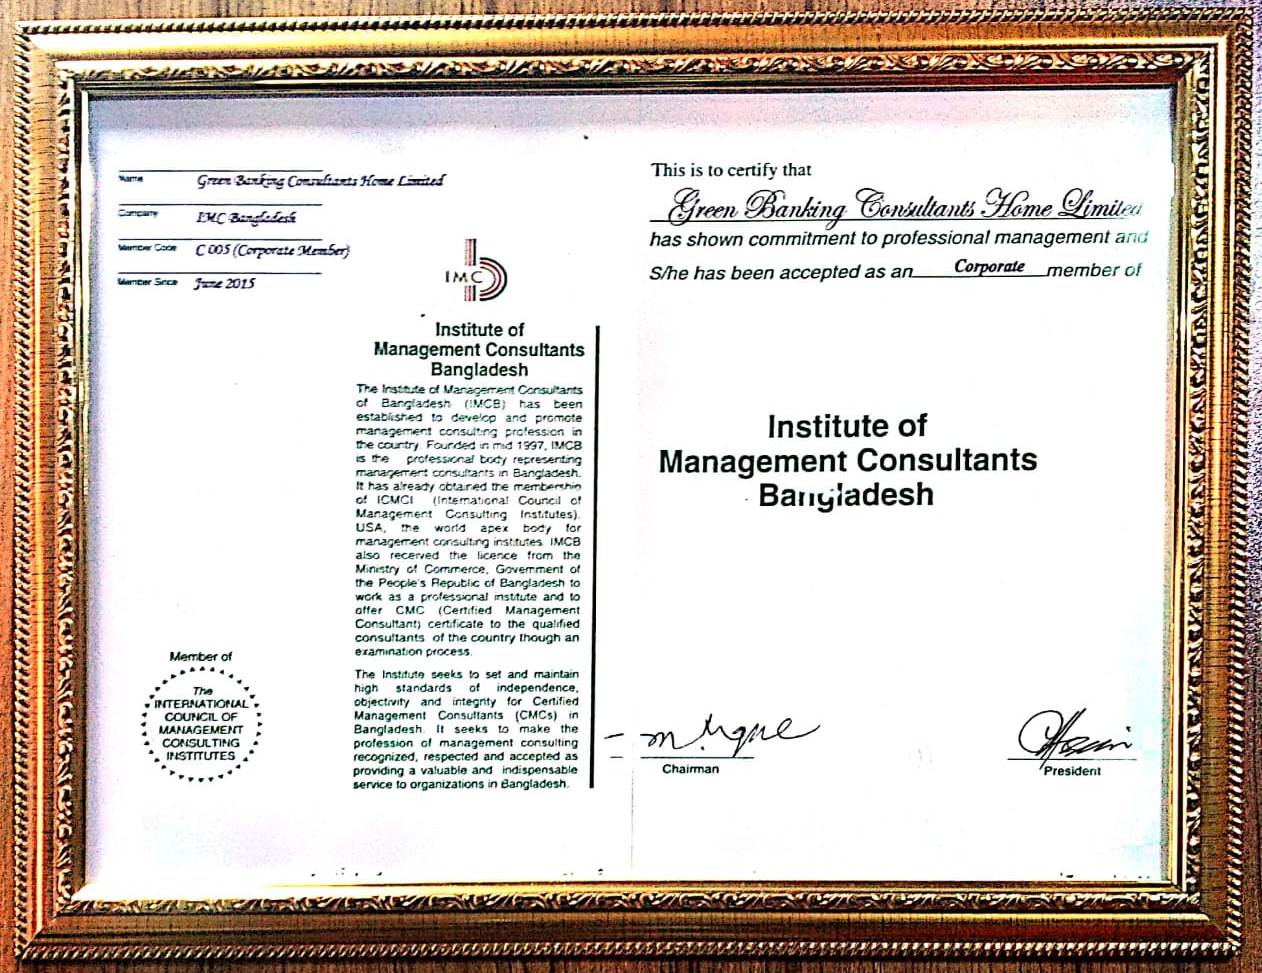 Name Green Banking Consultants Home Limited
Company IMC Bangladesh
Member Code C 005 (Corporate Member)
Member Since June 2015
IMC
Institute of
Management Consultants
Bangladesh
The Institute of Management Consultants
of Bangladesh (IMCB) has been
established to develop and promote
management consulting profession in
the country. Founded in mid 1997, IMCB
is the professional body representing
management consultants in Bangladesh.
It has already obtained the membership
of ICMCI (International Council of
Management Consulting Institutes),
USA, the world apex body for
management consulting institutes. IMCB
also received the licence from the
Ministry of Commerce, Government of
the People's Republic of Bangladesh to
work as a professional institute and to
offer CMC (Certified Management
Consultant) certificate to the qualified
consultants of the country though an
examination process.
The Institute seeks to set and maintain
high standards of independence,
objectivity and integrity for Certified
Management Consultants (CMCs) in
Bangladesh. It seeks to make the
profession of management consulting
recognized, respected and accepted as
providing a valuable and indispensable
service to organizations in Bangladesh.
Member of
The
INTERNATIONAL
COUNCIL OF
MANAGEMENT
CONSULTING
INSTITUTES
This is to certify that
Green Banking Consultants Home Limited
has shown commitment to professional management and
S/he has been accepted as an Corporate member of
Institute of
Management Consultants
Bangladesh
Chairman
President